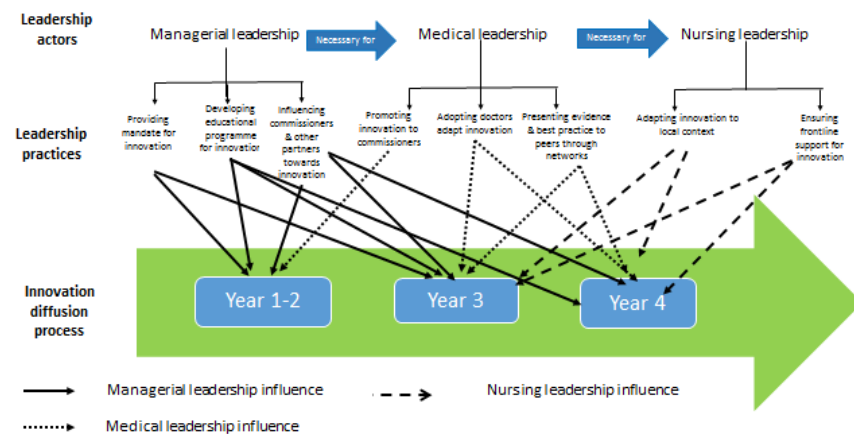 Leadership
actors
Managerial leadership
Necessary for
Medical leadership
Necessary for
Nursing leadership
Leadership
practices
Providing
mandate for
innovation
Developing
educational
programme
for innovatior
Influencing
commissioners
& other
partners
towards
innovation
Promoting
innovation to
commissioners
Adopting doctors
adapt innovation
Presenting evidence
& best practice to
peers through
networks
Adapting innovation to
local context
Ensuring
frontline
support for
innovation
Innovation
diffusion
process
Year 1-2
Year 3
Year 4
Managerial leadership influence
Nursing leadership influence
Medical leadership influence